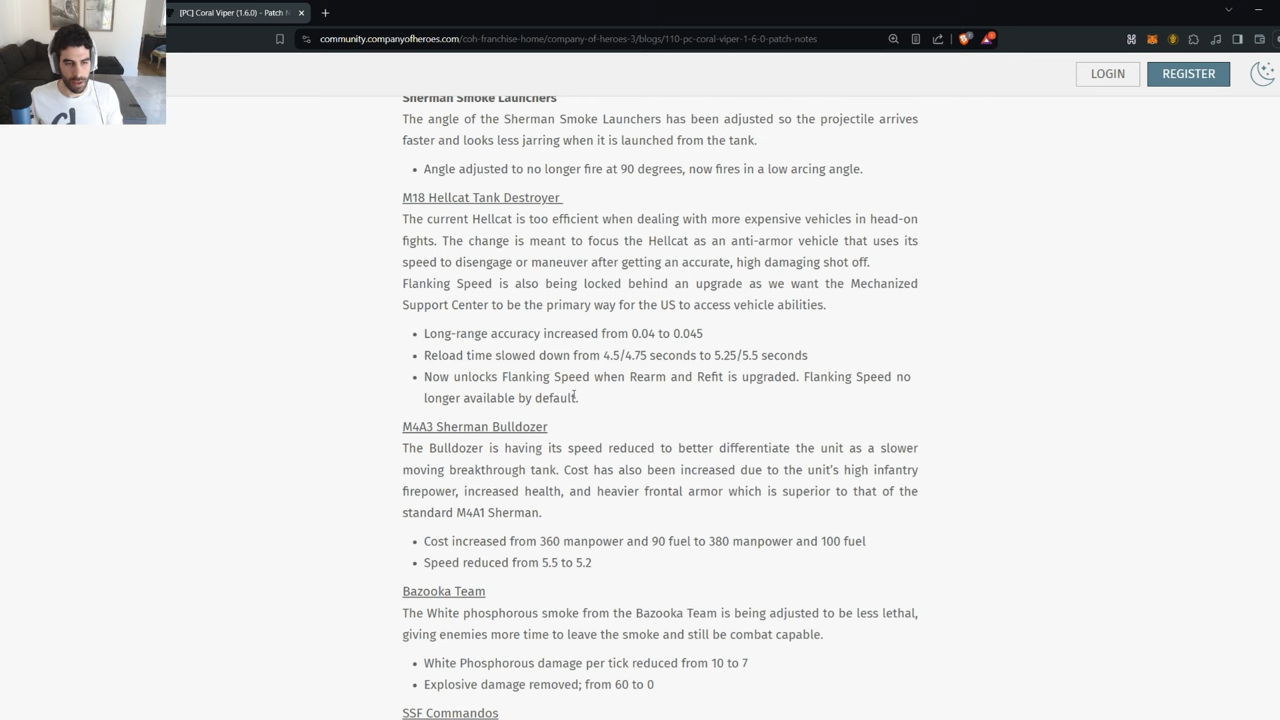 [PC] Coral Viper (1.6.0) - Patch N
community.companyofheroes.com/coh-franchise-home/company-of-heroes-3/blogs/110-pc-coral-viper-1-6-0-patch-notes
LOGIN
REGISTER
Sherman Smoke Launchers
The angle of the Sherman Smoke Launchers has been adjusted so the projectile arrives
faster and looks less jarring when it is launched from the tank.
• Angle adjusted to no longer fire at 90 degrees, now fires in a low arcing angle.
M18 Hellcat Tank Destroyer
The current Hellcat is too efficient when dealing with more expensive vehicles in head-on
fights. The change is meant to focus the Hellcat as an anti-armor vehicle that uses its
speed to disengage or maneuver after getting an accurate, high damaging shot off.
Flanking Speed is also being locked behind an upgrade as we want the Mechanized
Support Center to be the primary way for the US to access vehicle abilities.
• Long-range accuracy increased from 0.04 to 0.045
• Reload time slowed down from 4.5/4.75 seconds to 5.25/5.5 seconds
• Now unlocks Flanking Speed when Rearm and Refit is upgraded. Flanking Speed no
longer available by default.
M4A3 Sherman Bulldozer
The Bulldozer is having its speed reduced to better differentiate the unit as a slower
moving breakthrough tank. Cost has also been increased due to the unit's high infantry
firepower, increased health, and heavier frontal armor which is superior to that of the
standard M4A1 Sherman.
• Cost increased from 360 manpower and 90 fuel to 380 manpower and 100 fuel
• Speed reduced from 5.5 to 5.2
Bazooka Team
The White phosphorous smoke from the Bazooka Team is being adjusted to be less lethal,
giving enemies more time to leave the smoke and still be combat capable.
• White Phosphorous damage per tick reduced from 10 to 7
• Explosive damage removed; from 60 to 0
SSF Commandos